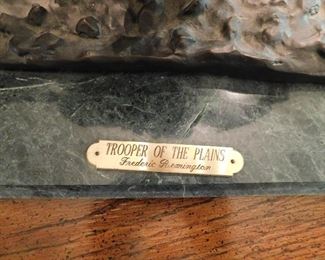 TROOPER OF THE PLAINS
Frederic Remington